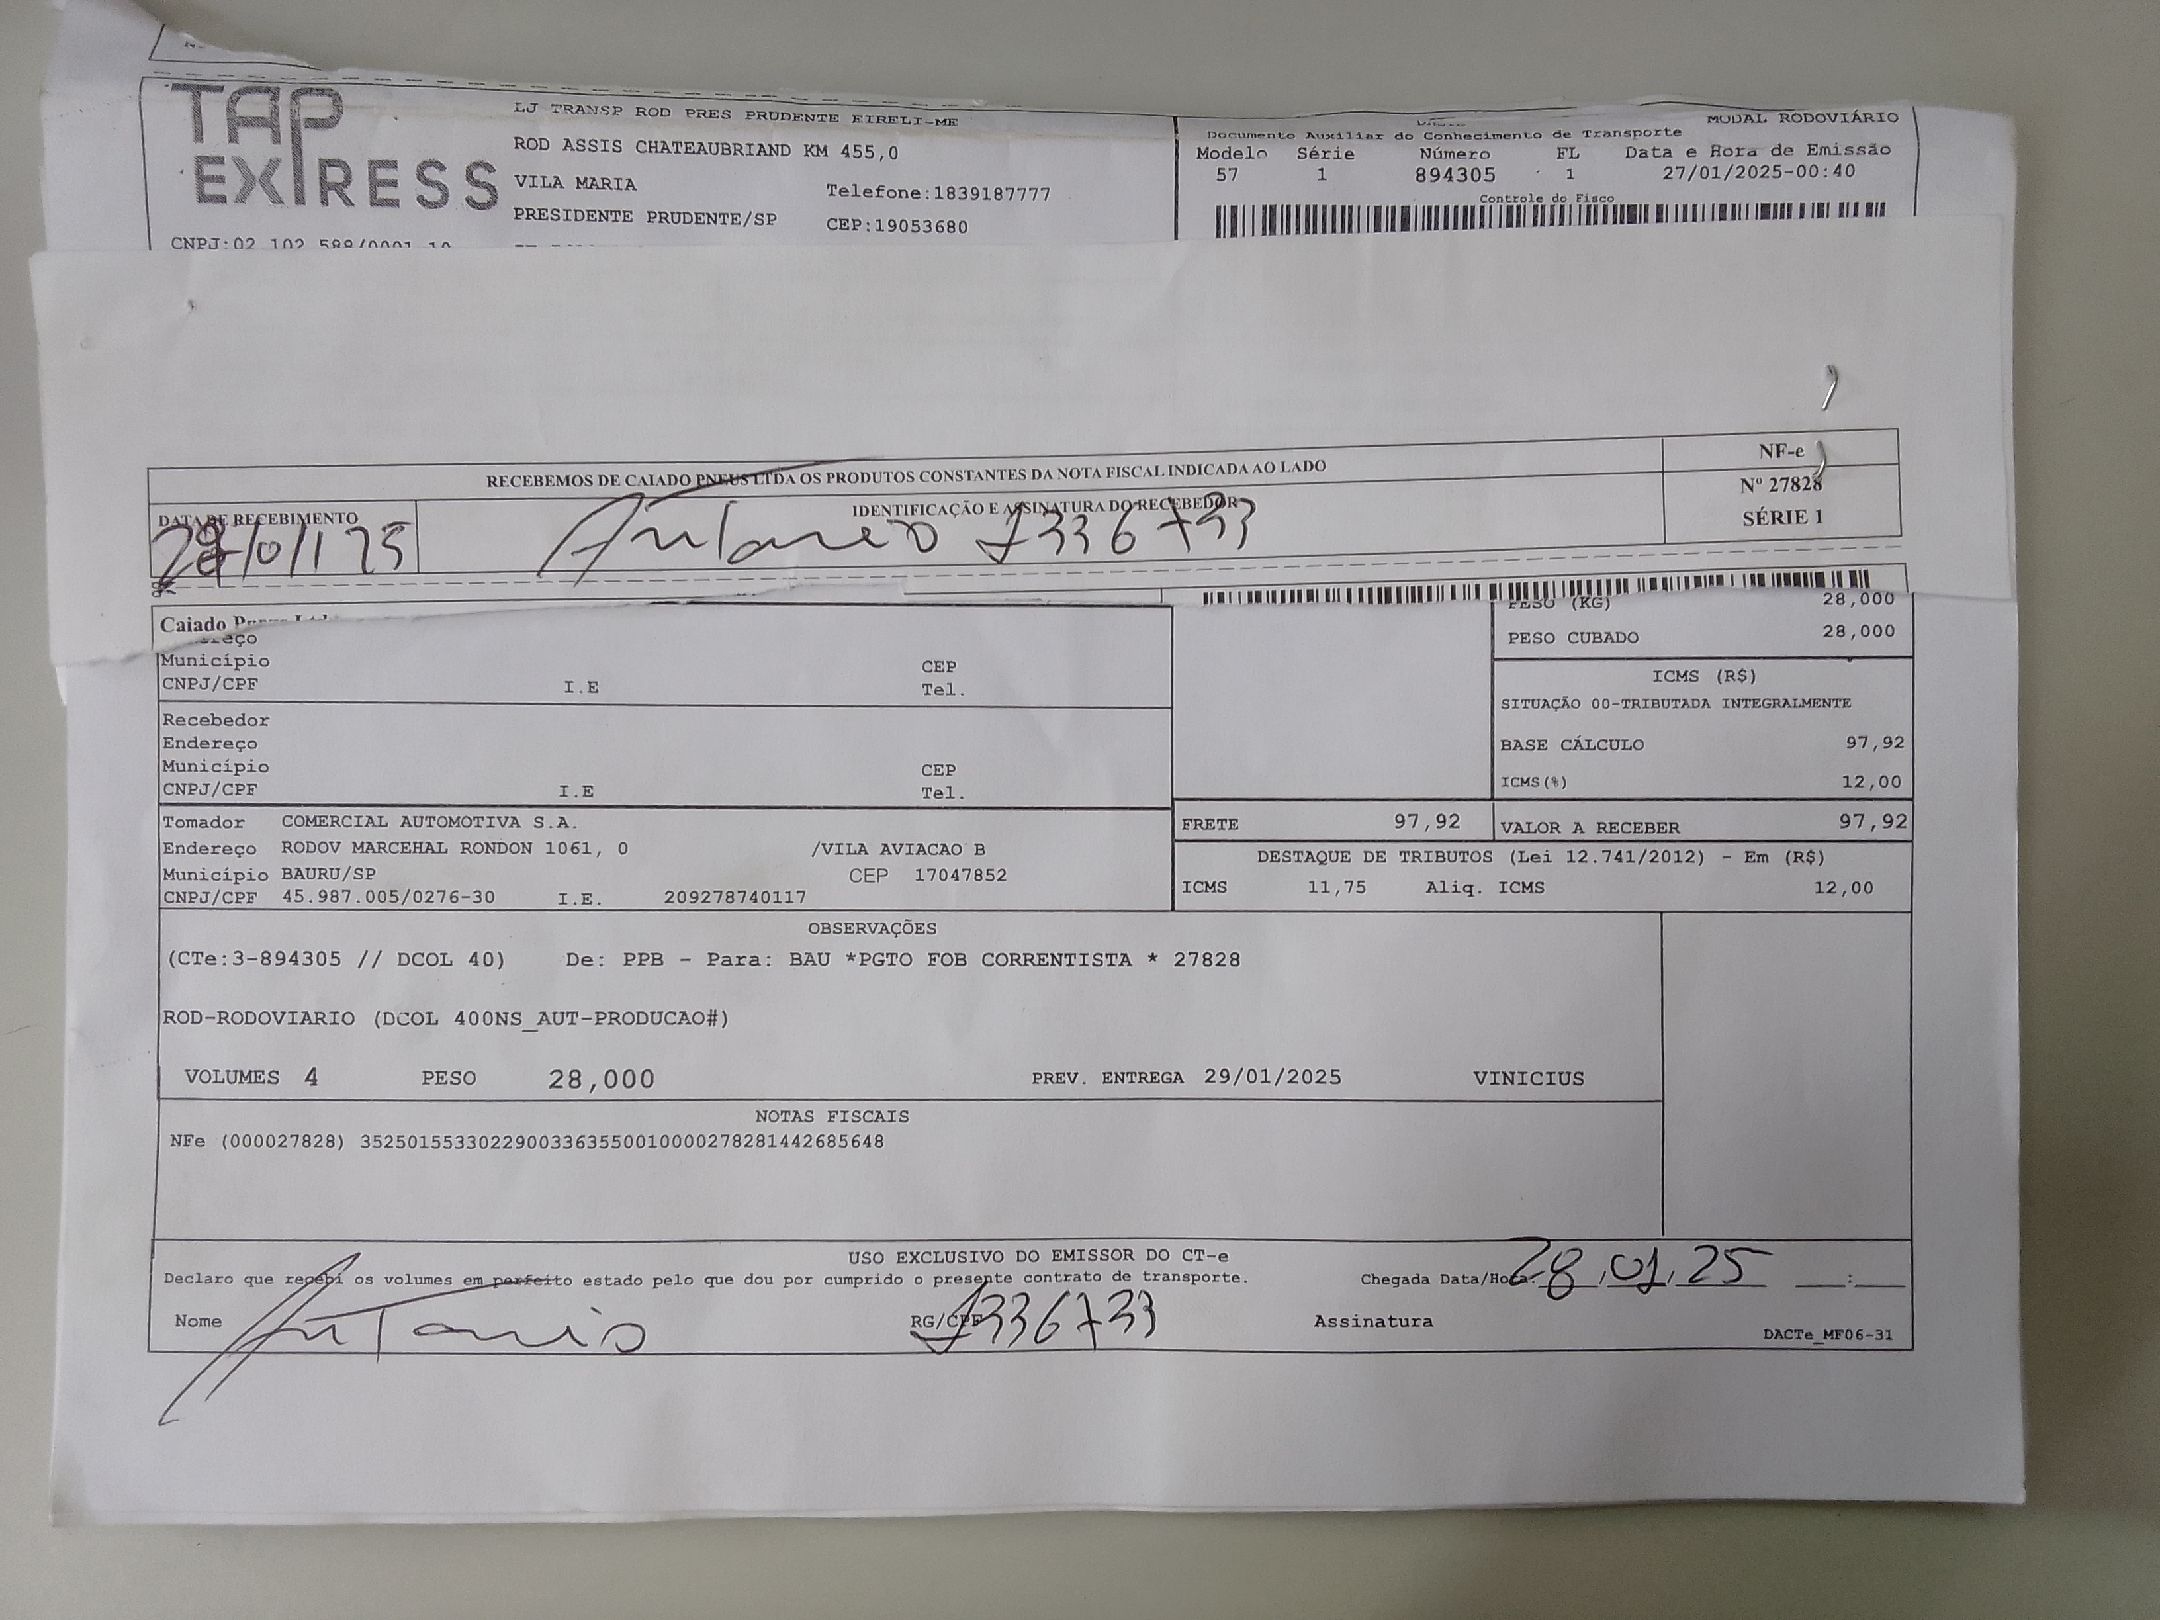 TAP
EXPRESS
LJ TRANSP ROD PRES PRUDENTE EIRELI-ME
ROD ASSIS CHATEAUBRIAND KM 455,0
VILA MARIA Telefone:1839187777
PRESIDENTE PRUDENTE/SP CEP:19053680
MODAL RODOVIÁRIO
Documento Auxiliar do Conhecimento de Transporte
Modelo Série Número FL Data e Hora de Emissão
57 1 894305 1 27/01/2025-00:40
Controle do Fisco
RECEBEMOS DE CAIADO PNEUS LTDA OS PRODUTOS CONSTANTES DA NOTA FISCAL INDICADA AO LADO
NF-e
Nº 27828
SÉRIE 1
DATA DE RECEBIMENTO
IDENTIFICAÇÃO E ASSINATURA DO RECEBEDOR
28/01/25
Antonio 7336733
Caiado
PESO (KG) 28,000
PESO CUBADO 28,000
Município CEP
CNPJ/CPF I.E Tel.
ICMS (R$)
SITUAÇÃO 00-TRIBUTADA INTEGRALMENTE
BASE CÁLCULO 97,92
ICMS(%) 12,00
Recebedor
Endereço
Município CEP
CNPJ/CPF I.E Tel.
Tomador COMERCIAL AUTOMOTIVA S.A.
Endereço RODOV MARCEHAL RONDON 1061, 0 /VILA AVIACAO B
Município BAURU/SP CEP 17047852
CNPJ/CPF 45.987.005/0276-30 I.E. 209278740117
FRETE 97,92 VALOR A RECEBER 97,92
DESTAQUE DE TRIBUTOS (Lei 12.741/2012) - Em (R$)
ICMS 11,75 Aliq. ICMS 12,00
OBSERVAÇÕES
(CTe:3-894305 // DCOL 40) De: PPB - Para: BAU *PGTO FOB CORRENTISTA * 27828
ROD-RODOVIARIO (DCOL 400NS_AUT-PRODUCAO#)
VOLUMES 4 PESO 28,000 PREV. ENTREGA 29/01/2025 VINICIUS
NOTAS FISCAIS
NFe (000027828) 35250155330229003363550010000278281442685648
USO EXCLUSIVO DO EMISSOR DO CT-e
Declaro que recebi os volumes em perfeito estado pelo que dou por cumprido o presente contrato de transporte. Chegada Data/Hora: 28,01,25 __:__
Nome Antonio RG/CPF 7336733 Assinatura
DACTe_MF06-31